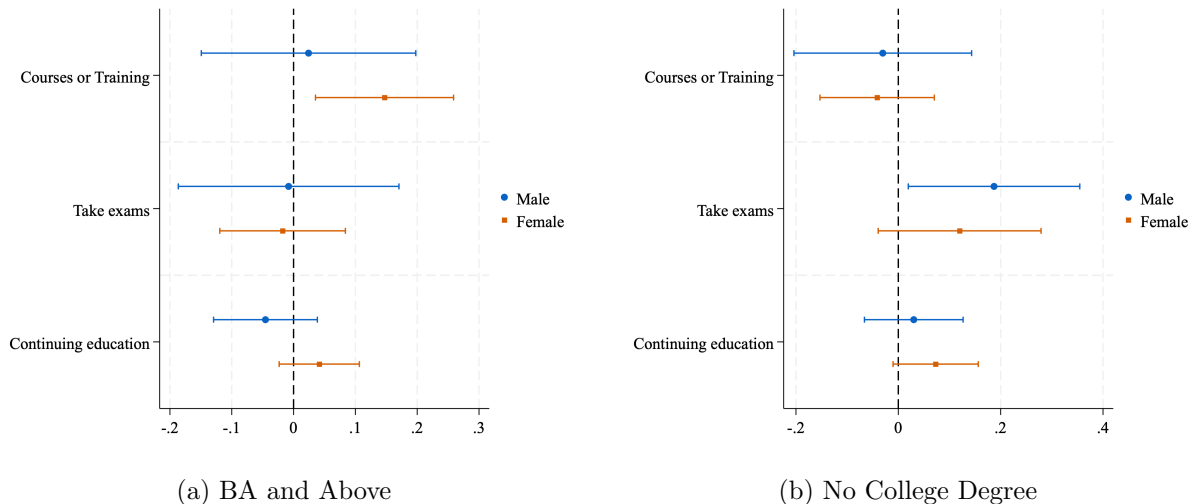 Courses or Training
Take exams
Continuing education
-.2 -.1 0 .1 .2 .3
Male
Female
(a) BA and Above
Courses or Training
Take exams
Continuing education
-.2 0 .2 .4
Male
Female
(b) No College Degree